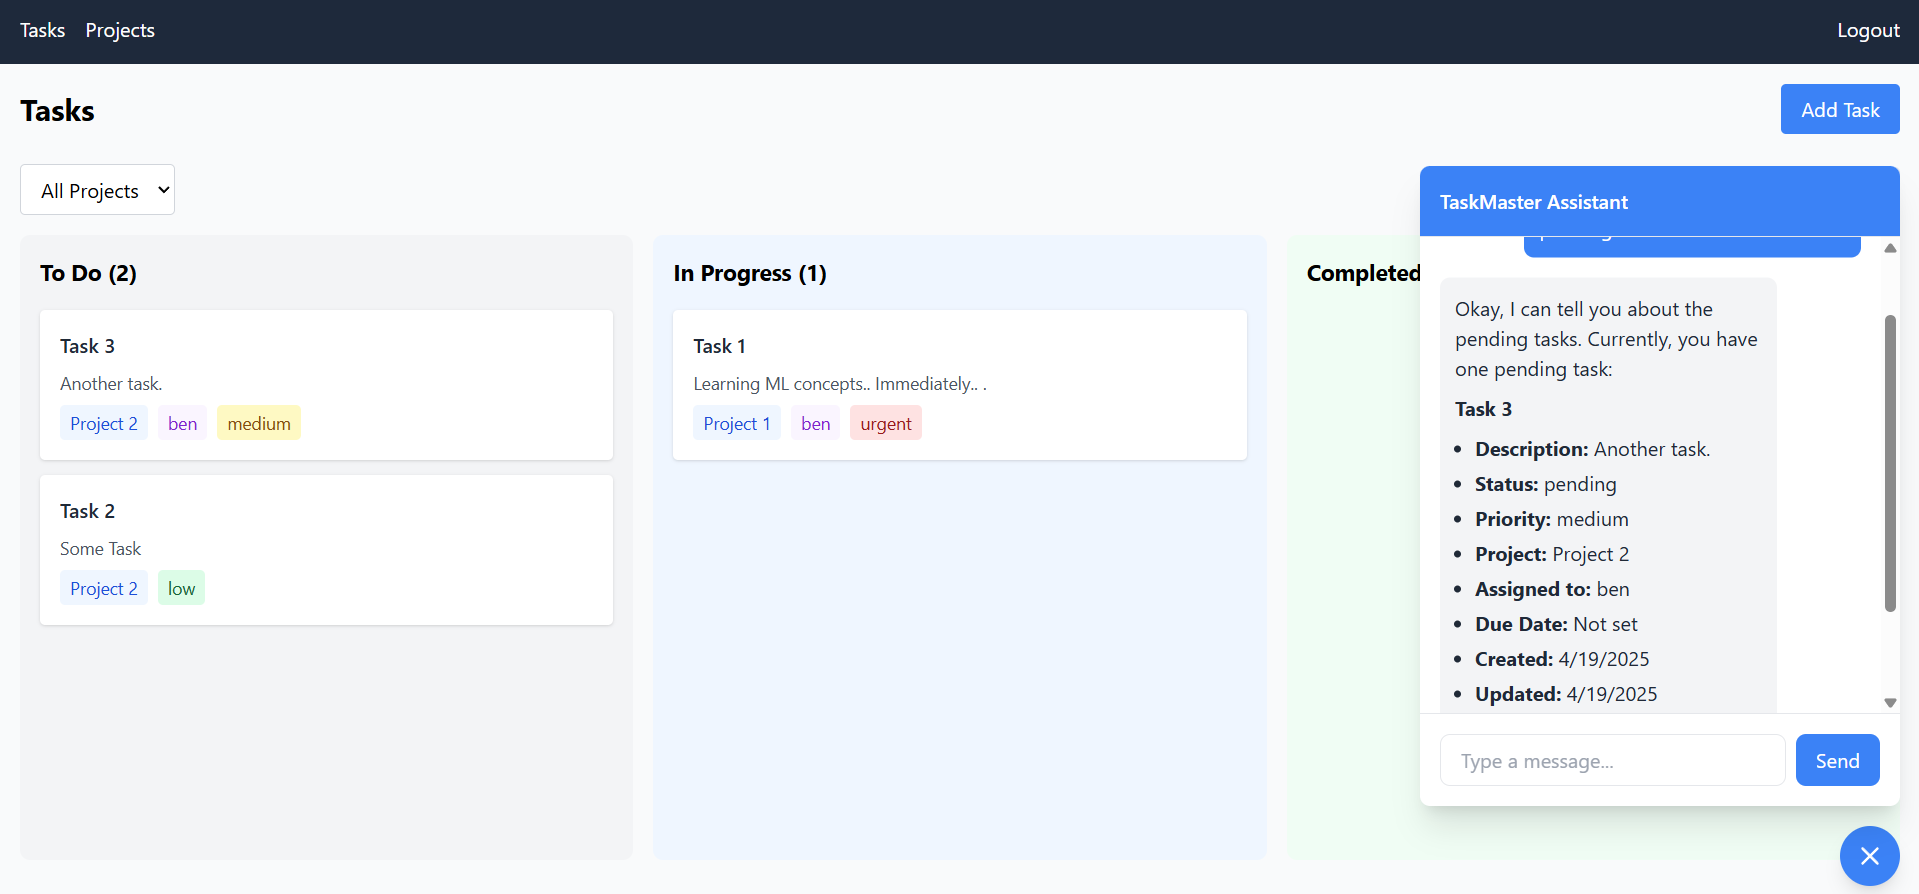 Tasks Projects Logout
Tasks
Add Task
All Projects
To Do (2)
Task 3
Another task.
Project 2 ben medium
Task 2
Some Task
Project 2 low
In Progress (1)
Task 1
Learning ML concepts.. Immediately.. .
Project 1 ben urgent
Completed
TaskMaster Assistant
Okay, I can tell you about the
pending tasks. Currently, you have
one pending task:
Task 3
• Description: Another task.
• Status: pending
• Priority: medium
• Project: Project 2
• Assigned to: ben
• Due Date: Not set
• Created: 4/19/2025
• Updated: 4/19/2025
Type a message...
Send